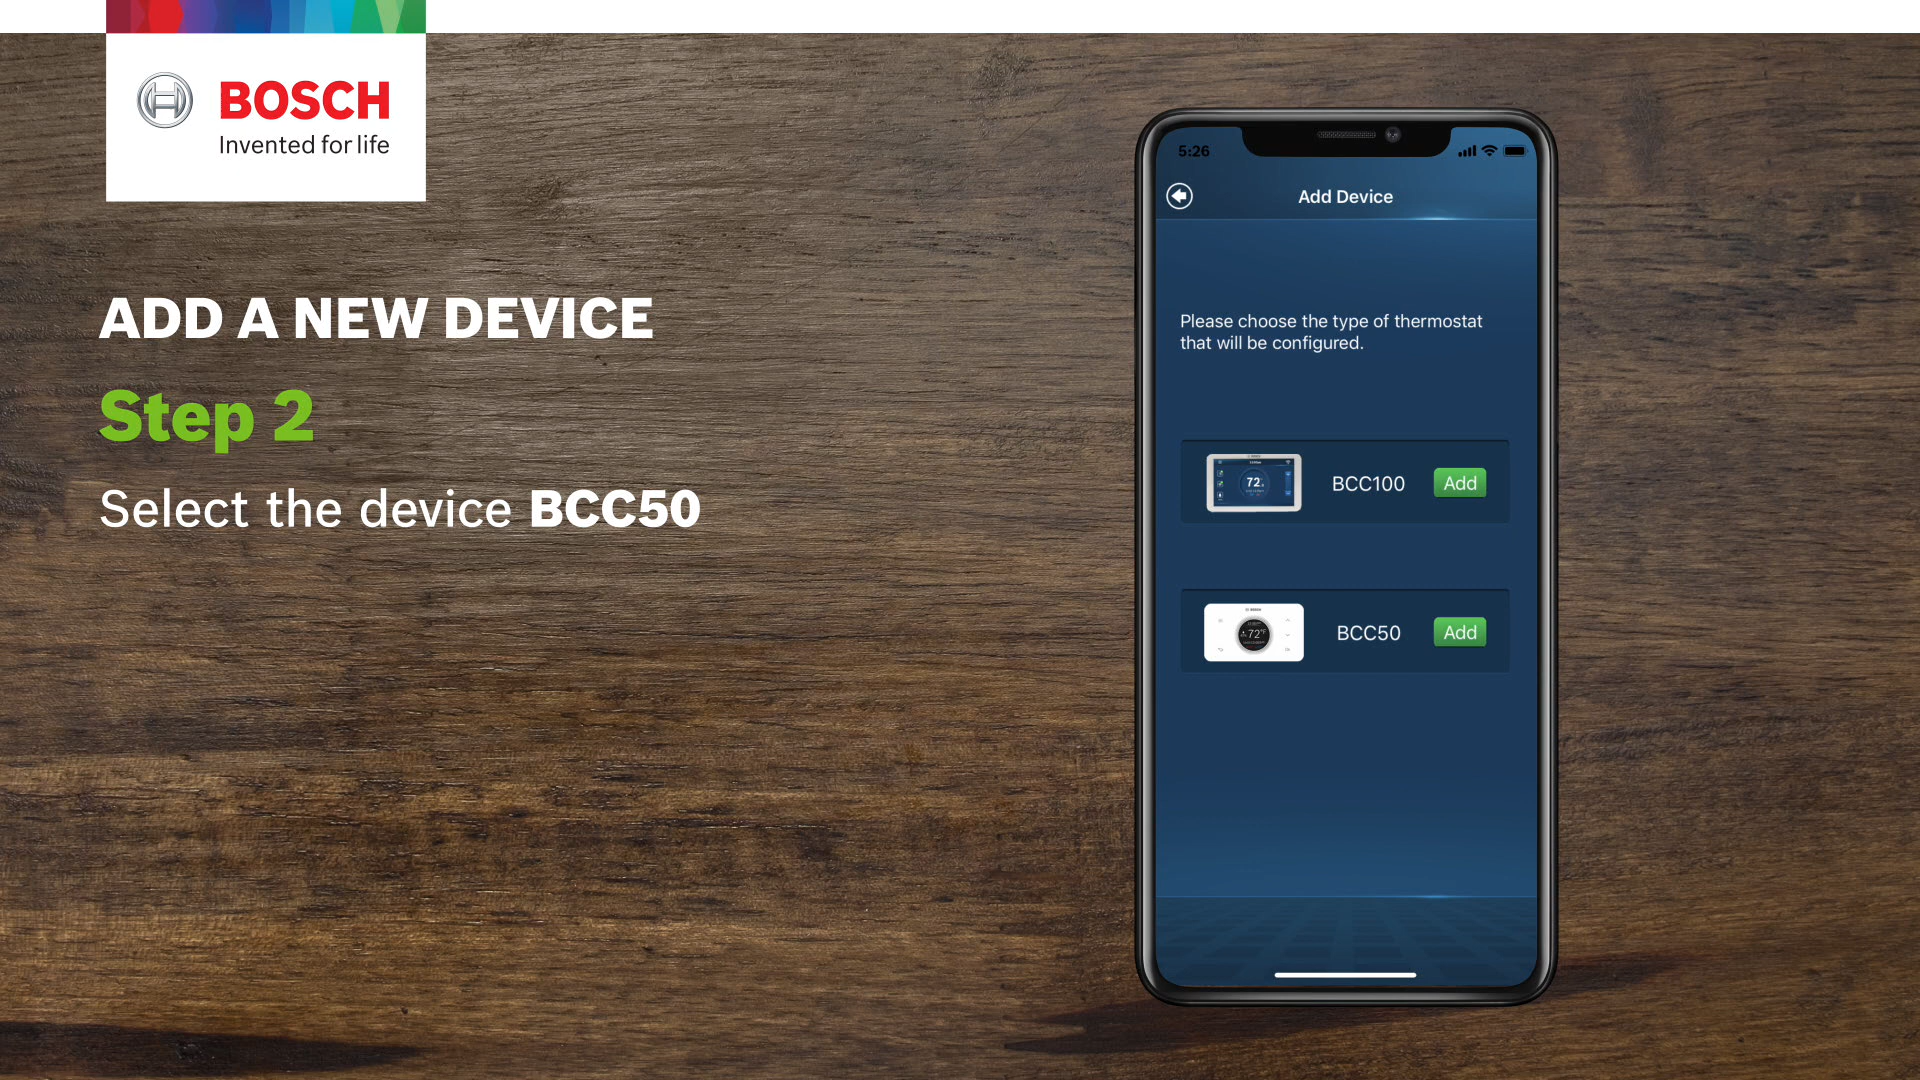 BOSCH
Invented for life
ADD A NEW DEVICE
Step 2
Select the device BCC50
5:26
Add Device
Please choose the type of thermostat
that will be configured.
72
BCC100
Add
BOSCH
72°F
BCC50
Add